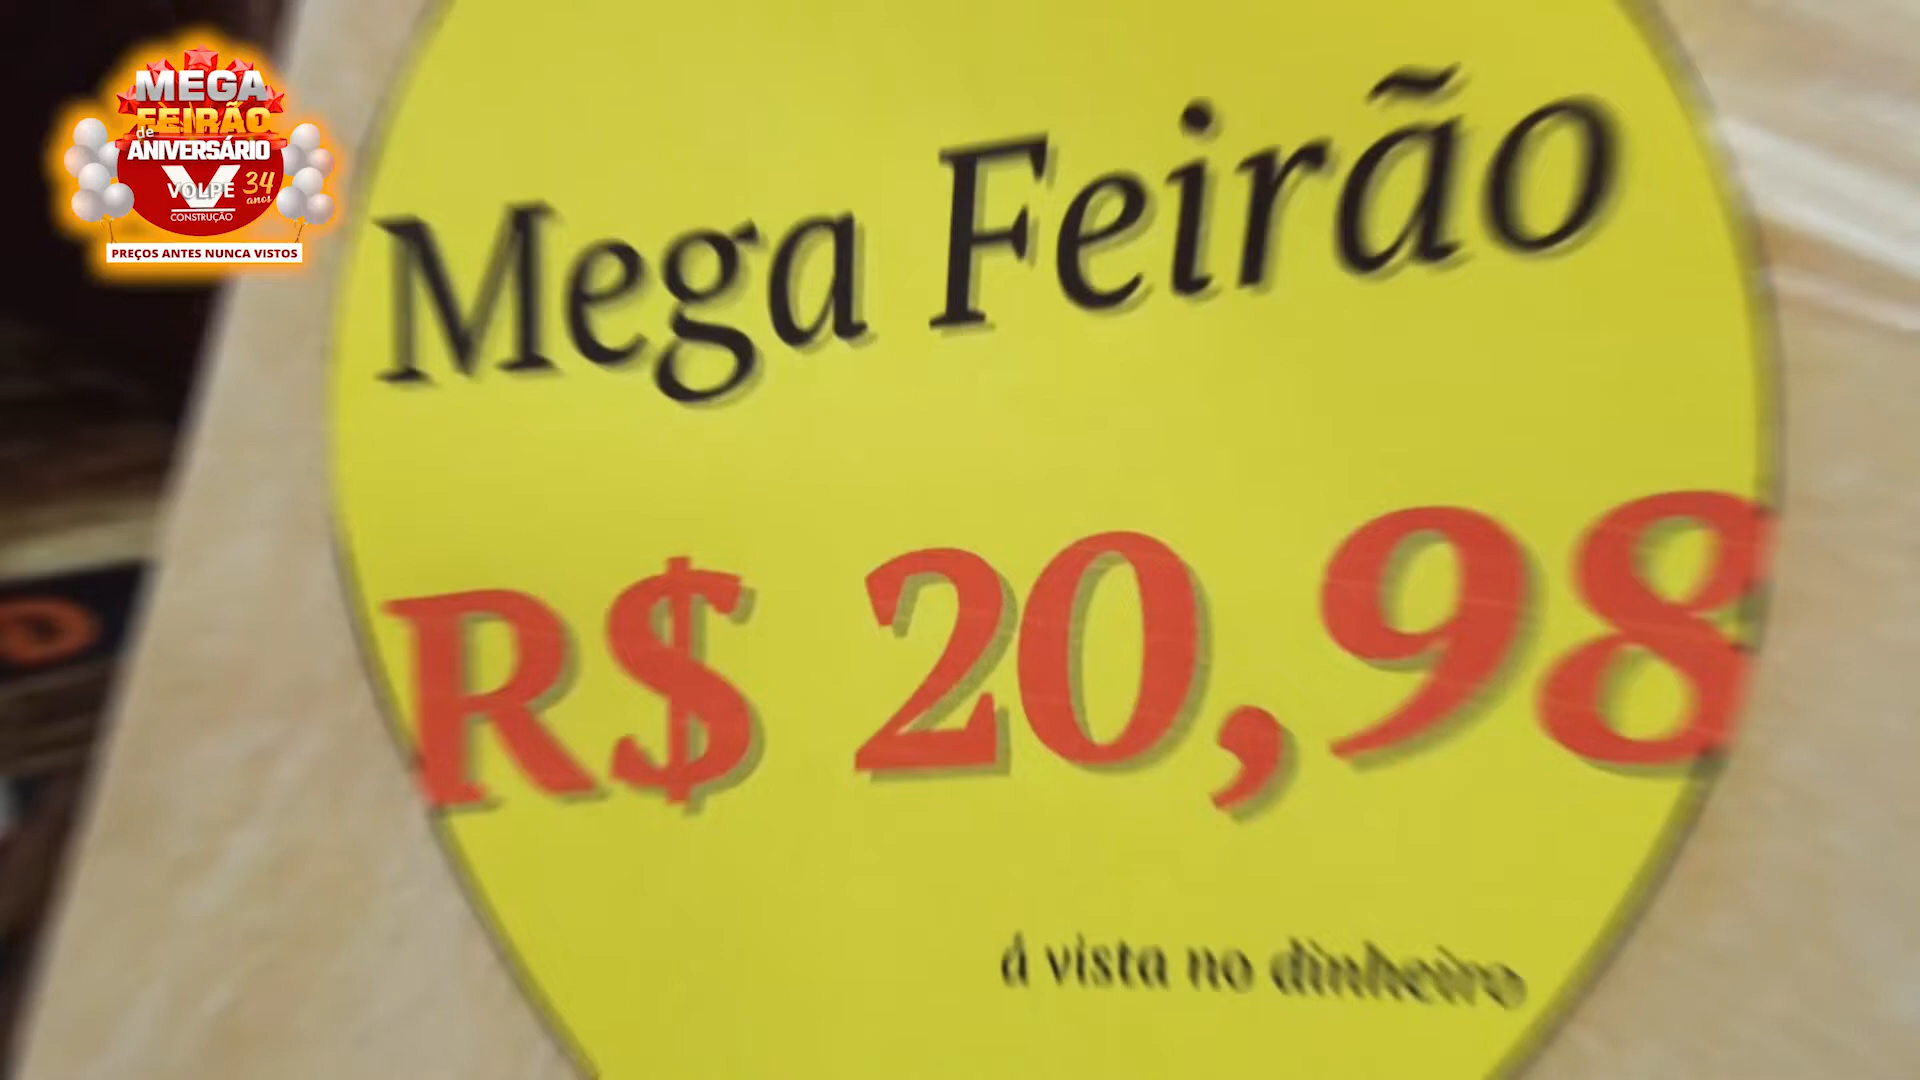 MEGA
FEIRÃO
de
ANIVERSÁRIO
VOLPE 34
anos
CONSTRUÇÃO
PREÇOS ANTES NUNCA VISTOS
Mega Feirão
R$ 20,98
á vista no dinheiro